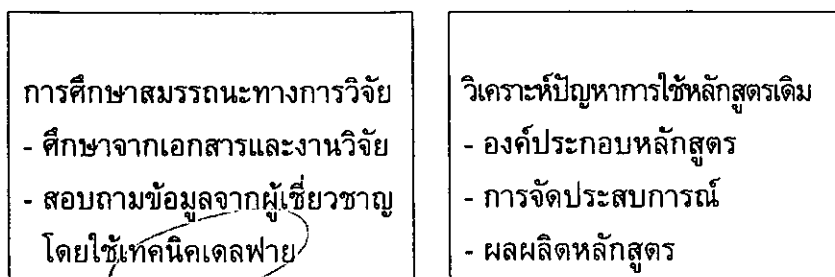 การศึกษาสมรรถนะทางการวิจัย
- ศึกษาจากเอกสารและงานวิจัย
- สอบถามข้อมูลจากผู้เชี่ยวชาญ
โดยใช้เทคนิคเดลฟาย
วิเคราะห์ปัญหาการใช้หลักสูตรเดิม
- องค์ประกอบหลักสูตร
- การจัดประสบการณ์
- ผลผลิตหลักสูตร